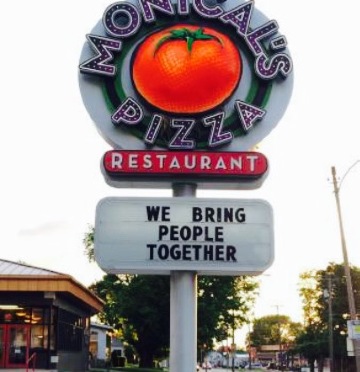 MONICAL'S
PIZZA
RESTAURANT
WE BRING
PEOPLE
TOGETHER